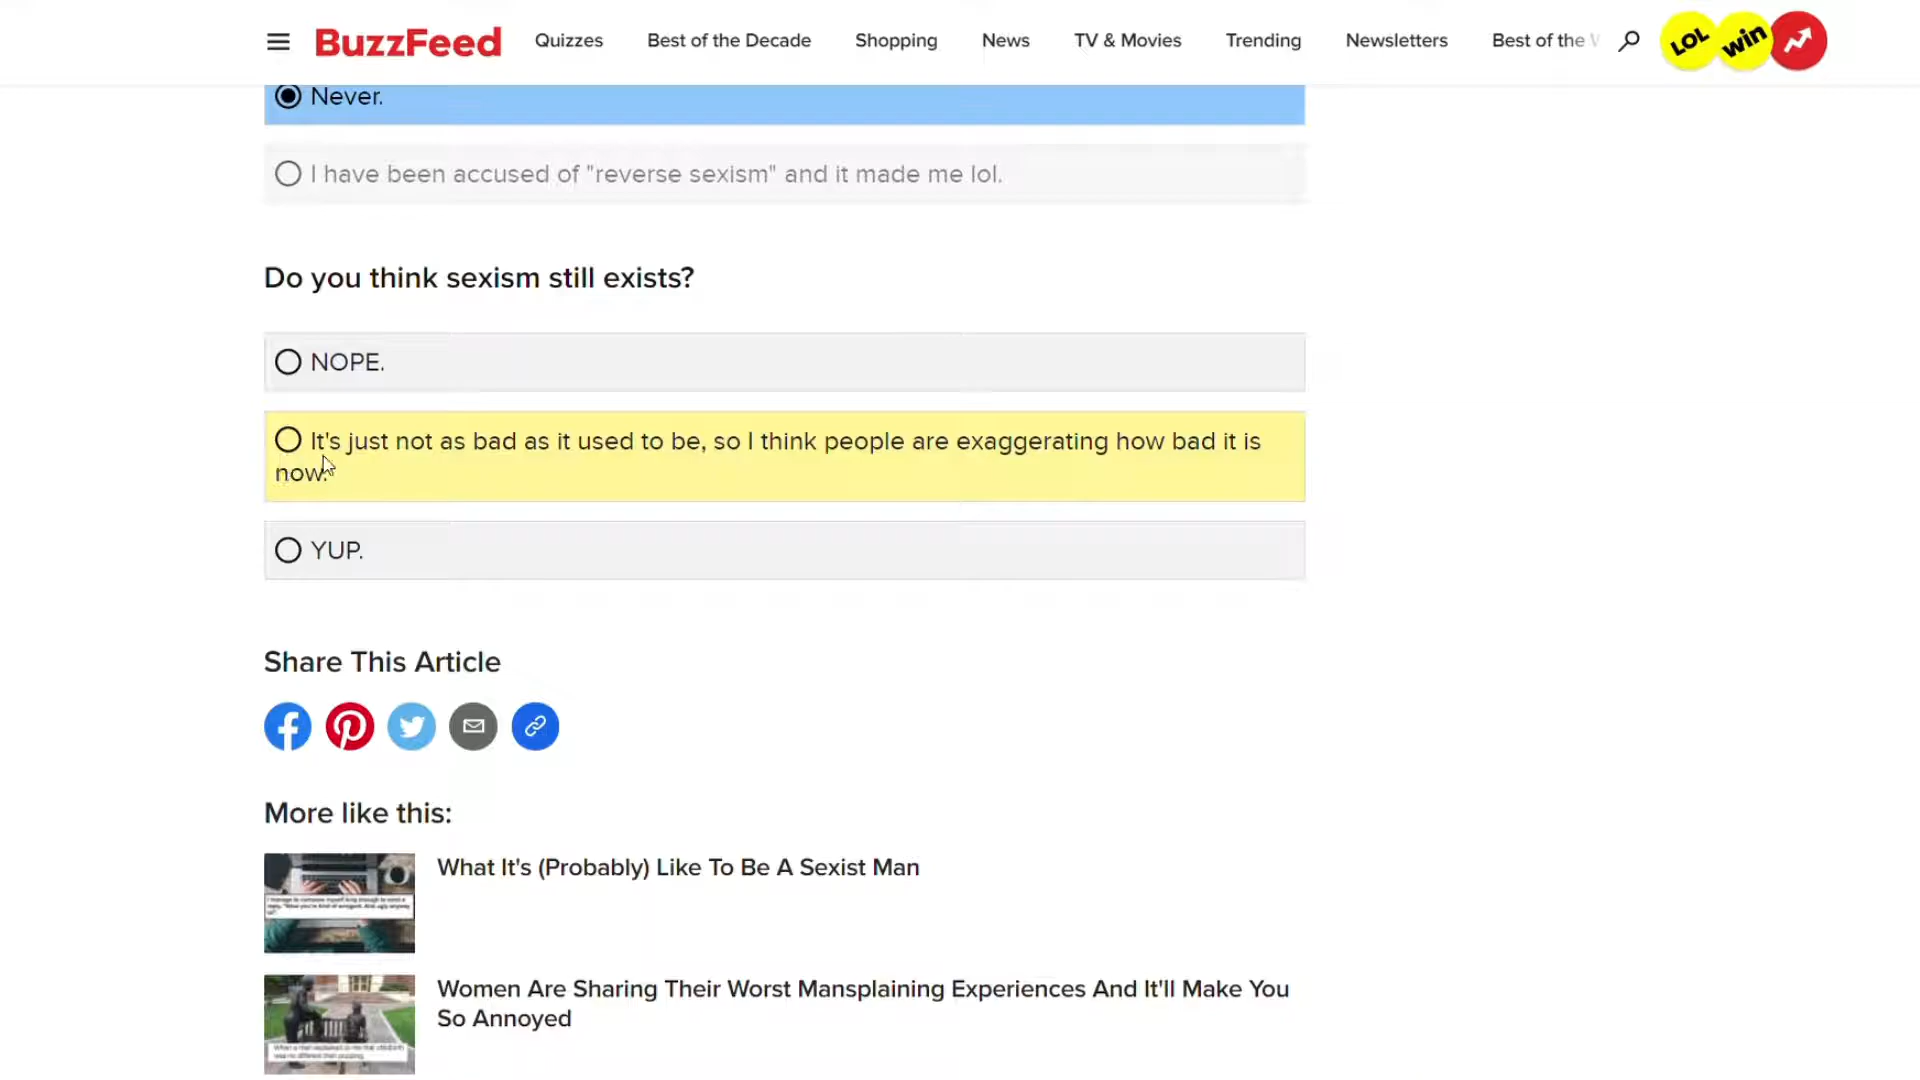 BuzzFeed
Quizzes
Best of the Decade
Shopping
News
TV & Movies
Trending
Newsletters
Best of the
LOL
win
Never.
I have been accused of "reverse sexism" and it made me lol.
Do you think sexism still exists?
NOPE.
It's just not as bad as it used to be, so I think people are exaggerating how bad it is
now.
YUP.
Share This Article
More like this:
What It's (Probably) Like To Be A Sexist Man
Women Are Sharing Their Worst Mansplaining Experiences And It'll Make You
So Annoyed